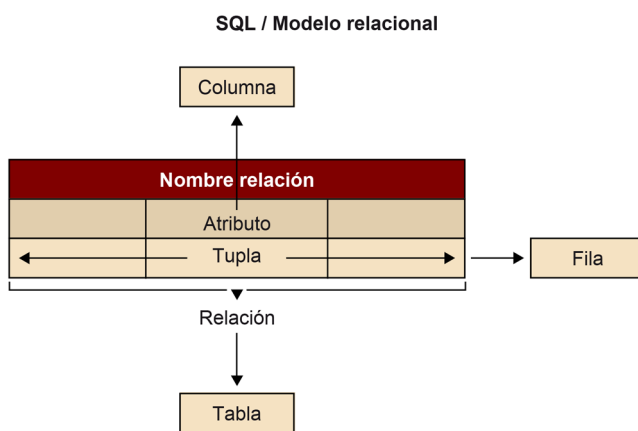 SQL / Modelo relacional
Columna
Nombre relación
Atributo
Tupla
Fila
Relación
Tabla